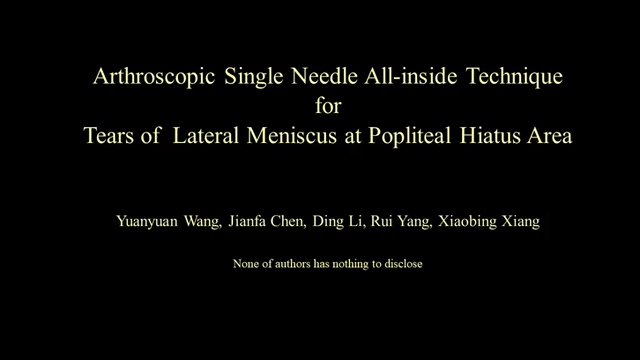 Arthroscopic Single Needle All-inside Technique
for
Tears of Lateral Meniscus at Popliteal Hiatus Area
Yuanyuan Wang, Jianfa Chen, Ding Li, Rui Yang, Xiaobing Xiang
None of authors has nothing to disclose